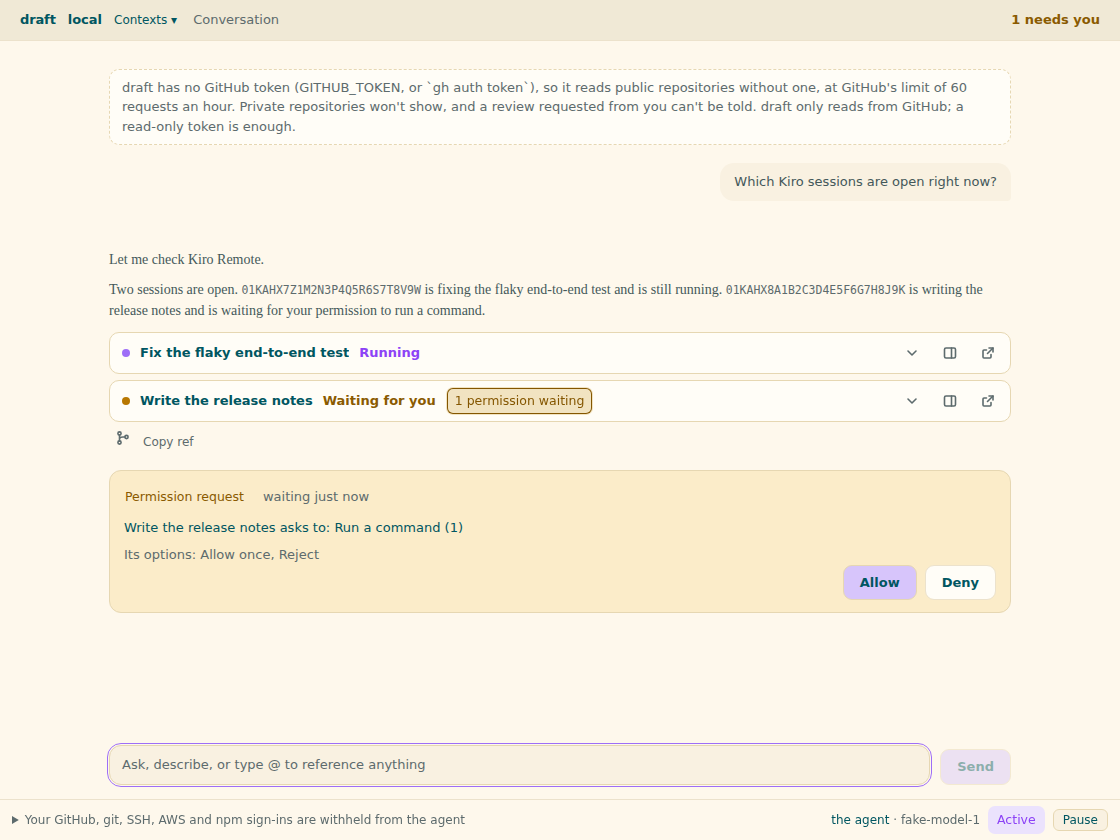 draft local Contexts ▾ Conversation 1 needs you
draft has no GitHub token (GITHUB_TOKEN, or `gh auth token`), so it reads public repositories without one, at GitHub's limit of 60
requests an hour. Private repositories won't show, and a review requested from you can't be told. draft only reads from GitHub; a
read-only token is enough.
Which Kiro sessions are open right now?
Let me check Kiro Remote.
Two sessions are open. 01KAHX7Z1M2N3P4Q5R6S7T8V9W is fixing the flaky end-to-end test and is still running. 01KAHX8A1B2C3D4E5F6G7H8J9K is writing the
release notes and is waiting for your permission to run a command.
Fix the flaky end-to-end test Running
Write the release notes Waiting for you 1 permission waiting
Copy ref
Permission request waiting just now
Write the release notes asks to: Run a command (1)
Its options: Allow once, Reject
Allow Deny
Ask, describe, or type @ to reference anything
Send
Your GitHub, git, SSH, AWS and npm sign-ins are withheld from the agent the agent · fake-model-1 Active Pause